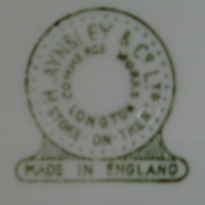 H. AYNSLEY & Co. LTD
COMMERCE WORKS
LONGTON
STOKE-ON-TRENT
MADE IN ENGLAND